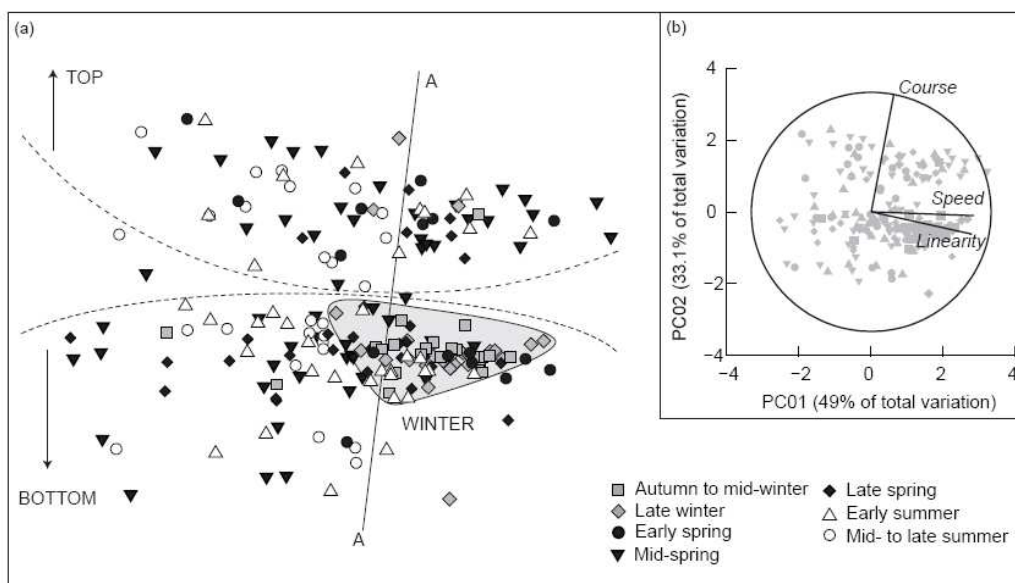 (a)
TOP
A
WINTER
BOTTOM
A
Autumn to mid-winter
Late winter
Early spring
Mid-spring
Late spring
Early summer
Mid- to late summer
(b)
PC02 (33.1% of total variation)
4
2
0
−2
−4
Course
Speed
Linearity
−4 −2 0 2 4
PC01 (49% of total variation)